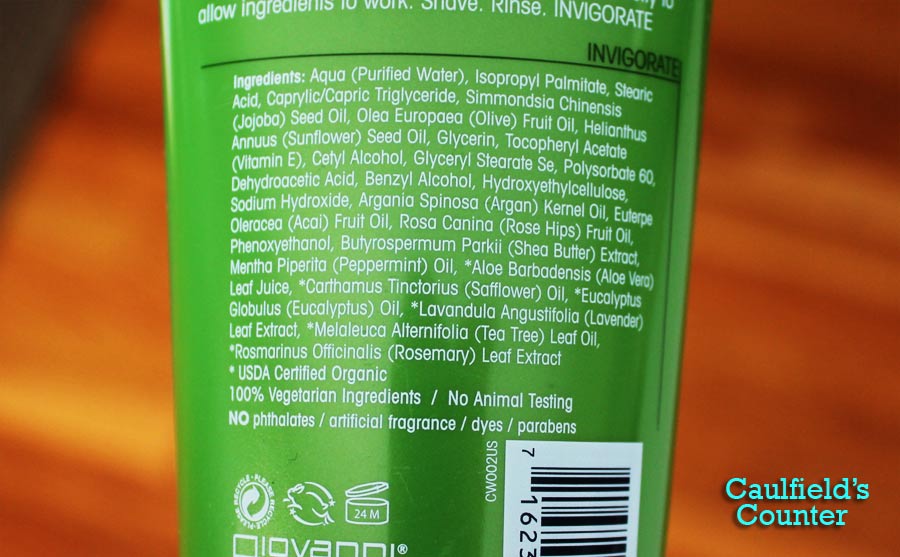 allow ingredients to work. Shave. Rinse. INVIGORATE
INVIGORATE
Ingredients: Aqua (Purified Water), Isopropyl Palmitate, Stearic
Acid, Caprylic/Capric Triglyceride, Simmondsia Chinensis
(Jojoba) Seed Oil, Olea Europaea (Olive) Fruit Oil, Helianthus
Annuus (Sunflower) Seed Oil, Glycerin, Tocopheryl Acetate
(Vitamin E), Cetyl Alcohol, Glyceryl Stearate Se, Polysorbate 60,
Dehydroacetic Acid, Benzyl Alcohol, Hydroxyethylcellulose,
Sodium Hydroxide, Argania Spinosa (Argan) Kernel Oil, Euterpe
Oleracea (Acai) Fruit Oil, Rosa Canina (Rose Hips) Fruit Oil,
Phenoxyethanol, Butyrospermum Parkii (Shea Butter) Extract,
Mentha Piperita (Peppermint) Oil, *Aloe Barbadensis (Aloe Vera)
Leaf Juice, *Carthamus Tinctorius (Safflower) Oil, *Eucalyptus
Globulus (Eucalyptus) Oil, *Lavandula Angustifolia (Lavender)
Leaf Extract, *Melaleuca Alternifolia (Tea Tree) Leaf Oil,
*Rosmarinus Officinalis (Rosemary) Leaf Extract
* USDA Certified Organic
100% Vegetarian Ingredients / No Animal Testing
NO phthalates / artificial fragrance / dyes / parabens
CW002US
7 1623
RECYCLE-PLEASE RECYCLE-PLEASE
24 M
giovanni®
Caulfield's
Counter